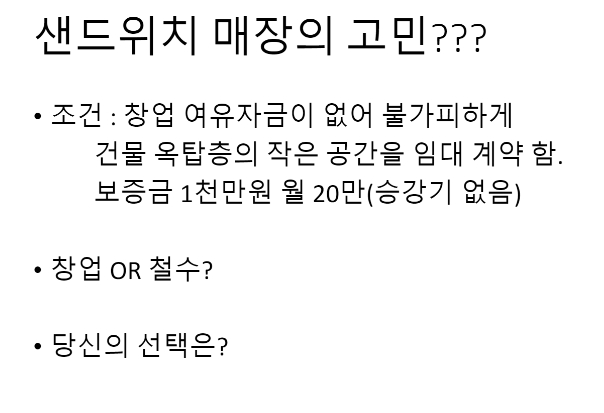 샌드위치 매장의 고민???
• 조건 : 창업 여유자금이 없어 불가피하게
건물 옥탑층의 작은 공간을 임대 계약 함.
보증금 1천만원 월 20만(승강기 없음)
• 창업 OR 철수?
• 당신의 선택은?